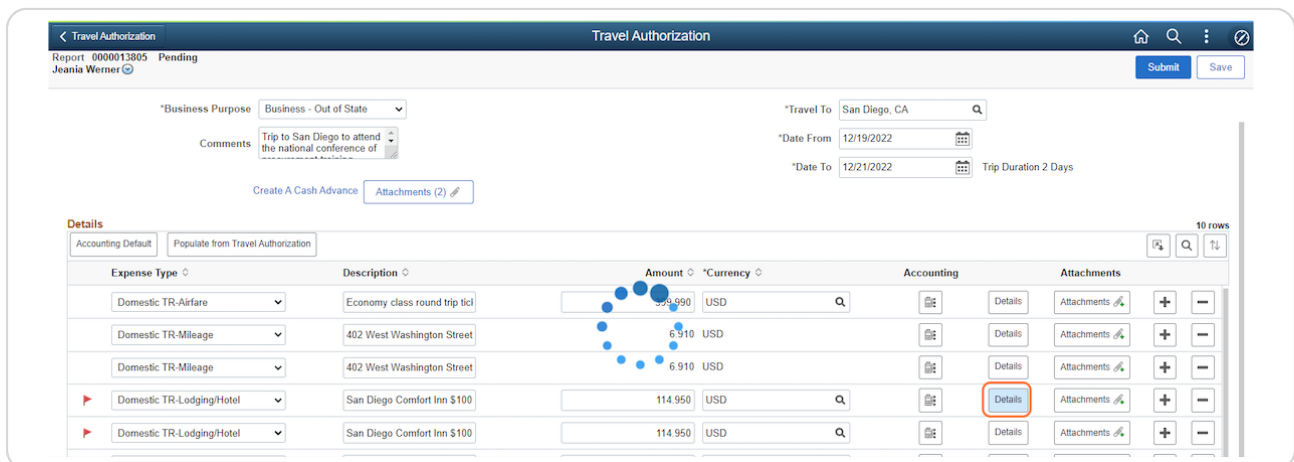 Travel Authorization
Travel Authorization
Report 0000013805 Pending
Jeania Werner
Submit
Save
*Business Purpose Business - Out of State
*Travel To San Diego, CA
Comments Trip to San Diego to attend
the national conference of
procurement training
*Date From 12/19/2022
*Date To 12/21/2022 Trip Duration 2 Days
Create A Cash Advance Attachments (2)
Details
10 rows
Accounting Default Populate from Travel Authorization
Expense Type Description Amount *Currency Accounting Attachments
Domestic TR-Airfare Economy class round trip ticl USD Details Attachments + −
Domestic TR-Mileage 402 West Washington Street 6.910 USD Details Attachments + −
Domestic TR-Mileage 402 West Washington Street 6.910 USD Details Attachments + −
Domestic TR-Lodging/Hotel San Diego Comfort Inn $100 114.950 USD Details Attachments + −
Domestic TR-Lodging/Hotel San Diego Comfort Inn $100 114.950 USD Details Attachments + −